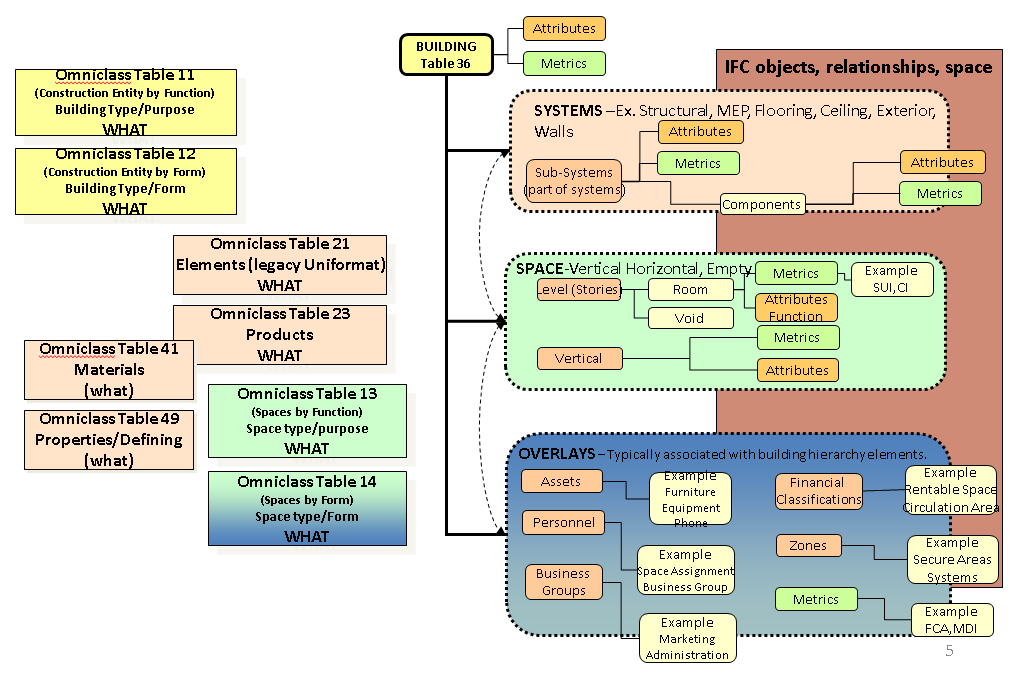 BUILDING
Table 36
Attributes
Metrics
IFC objects, relationships, space
Omniclass Table 11
(Construction Entity by Function)
Building Type/Purpose
WHAT
Omniclass Table 12
(Construction Entity by Form)
Building Type/Form
WHAT
Omniclass Table 21
Elements (legacy Uniformat)
WHAT
Omniclass Table 23
Products
WHAT
Omniclass Table 41
Materials
(what)
Omniclass Table 49
Properties/Defining
(what)
Omniclass Table 13
(Spaces by Function)
Space type/purpose
WHAT
Omniclass Table 14
(Spaces by Form)
Space type/Form
WHAT
SYSTEMS –Ex. Structural, MEP, Flooring, Ceiling, Exterior,
Walls
Attributes
Metrics
Sub-Systems
(part of systems)
Components
Attributes
Metrics
SPACE-Vertical Horizontal, Empty
Level (Stories)
Room
Void
Metrics
Attributes
Function
Example
SUI,CI
Vertical
Metrics
Attributes
OVERLAYS –Typically associated with building hierarchy elements.
Assets
Example
Furniture
Equipment
Phone
Personnel
Example
Space Assignment
Business Group
Business
Groups
Example
Marketing
Administration
Financial
Classifications
Example
Rentable Space
Circulation Area
Zones
Example
Secure Areas
Systems
Metrics
Example
FCA,MDI
5